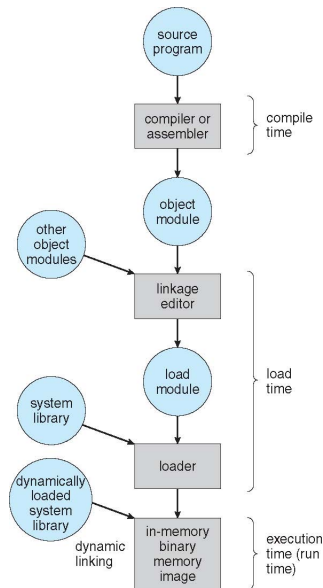 source
program
compiler or
assembler
compile
time
object
module
other
object
modules
linkage
editor
load
module
load
time
system
library
loader
dynamically
loaded
system
library
dynamic
linking
in-memory
binary
memory
image
execution
time (run
time)